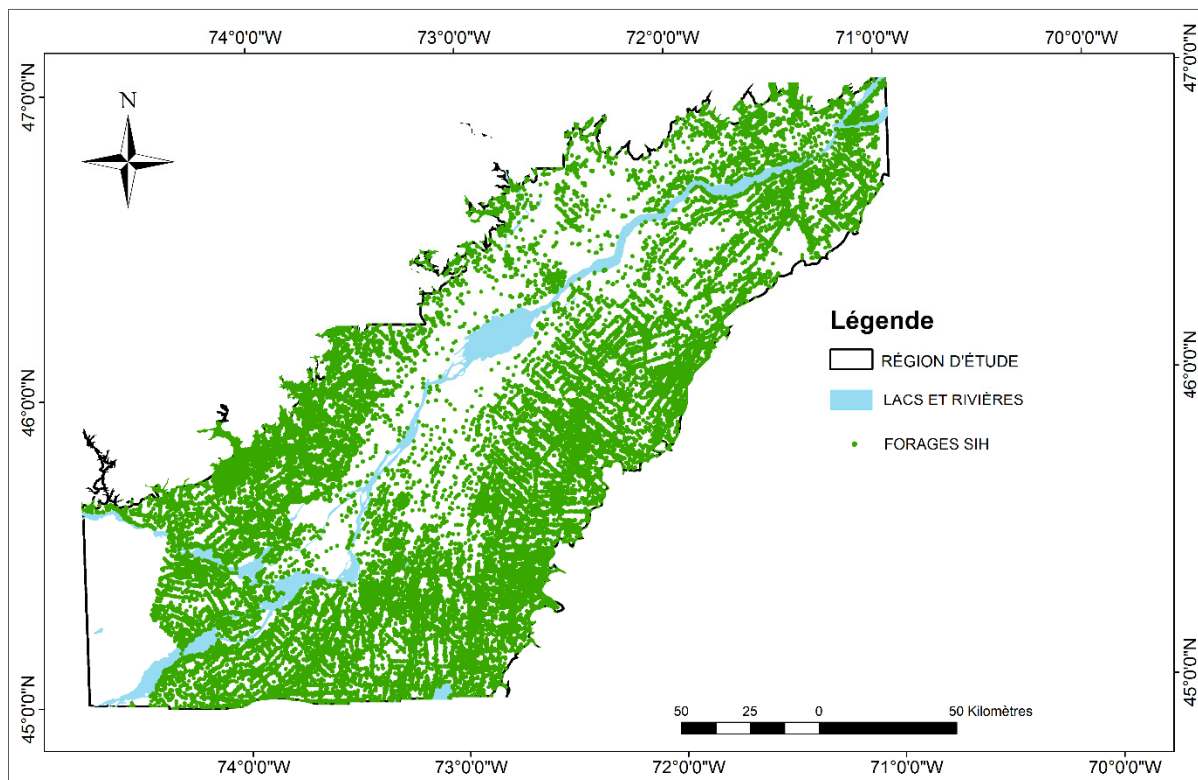 74°0'0"W 73°0'0"W 72°0'0"W 71°0'0"W 70°0'0"W
47°0'0"N
47°0'0"N
N
Légende
RÉGION D'ÉTUDE
46°0'0"N
LACS ET RIVIÈRES
46°0'0"N
FORAGES SIH
45°0'0"N
45°0'0"N
50 25 0 50 Kilomètres
74°0'0"W 73°0'0"W 72°0'0"W 71°0'0"W 70°0'0"W